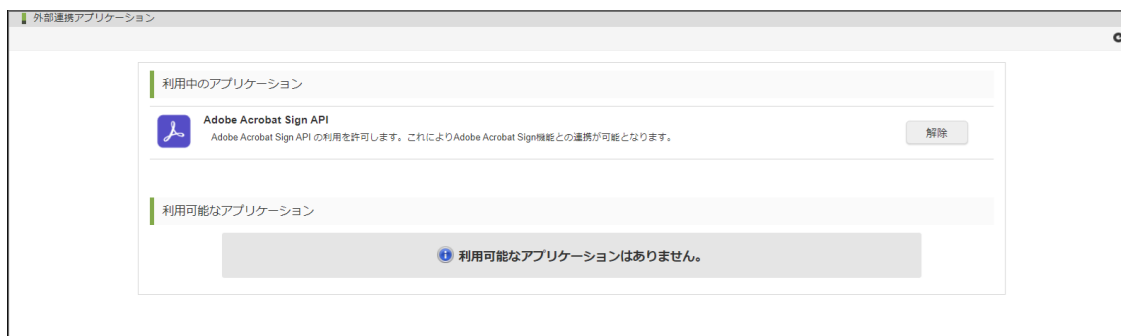 外部連携アプリケーション
利用中のアプリケーション
Adobe Acrobat Sign API
Adobe Acrobat Sign API の利用を許可します。これによりAdobe Acrobat Sign機能との連携が可能となります。
解除
利用可能なアプリケーション
利用可能なアプリケーションはありません。